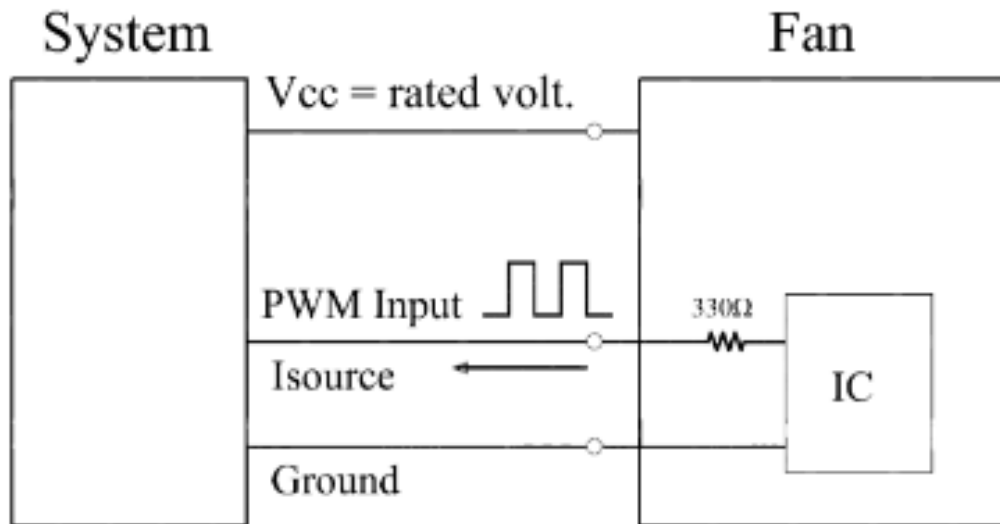 System
Fan
Vcc = rated volt.
PWM Input
330Ω
Isource
IC
Ground